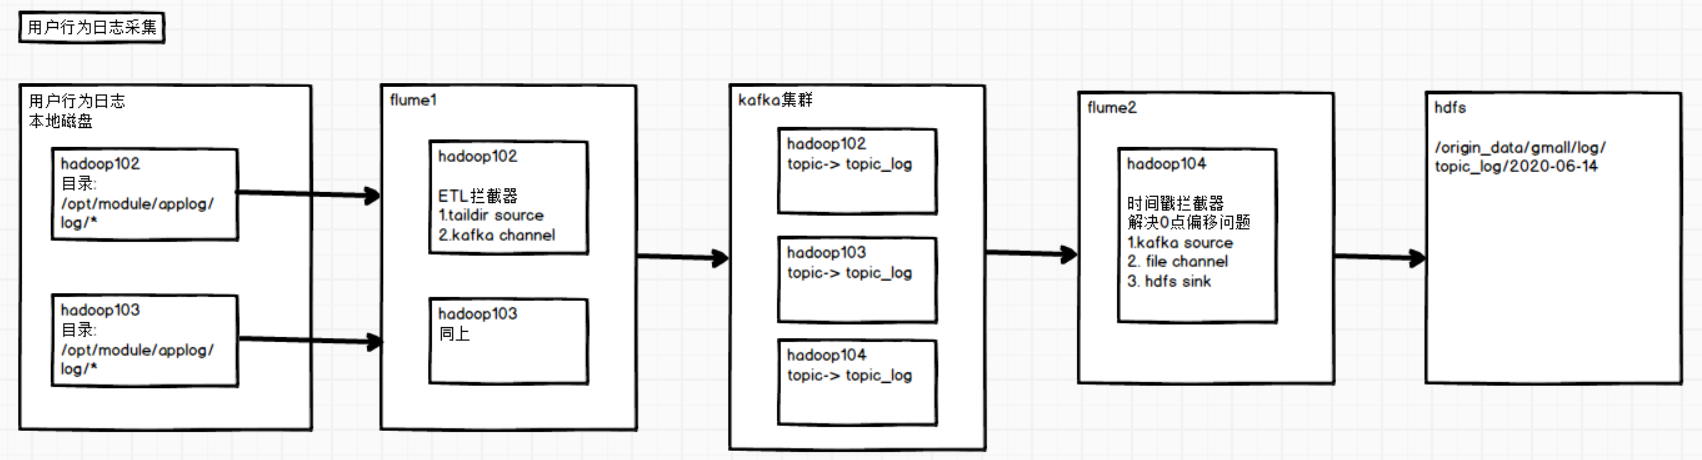 用户行为日志采集
用户行为日志
本地磁盘
hadoop102
目录:
/opt/module/applog/
log/*
hadoop103
目录:
/opt/module/applog/
log/*
flume1
hadoop102
ETL拦截器
1.taildir source
2.kafka channel
hadoop103
同上
kafka集群
hadoop102
topic-> topic_log
hadoop103
topic-> topic_log
hadoop104
topic-> topic_log
flume2
hadoop104
时间戳拦截器
解决0点偏移问题
1.kafka source
2. file channel
3. hdfs sink
hdfs
/origin_data/gmall/log/
topic_log/2020-06-14